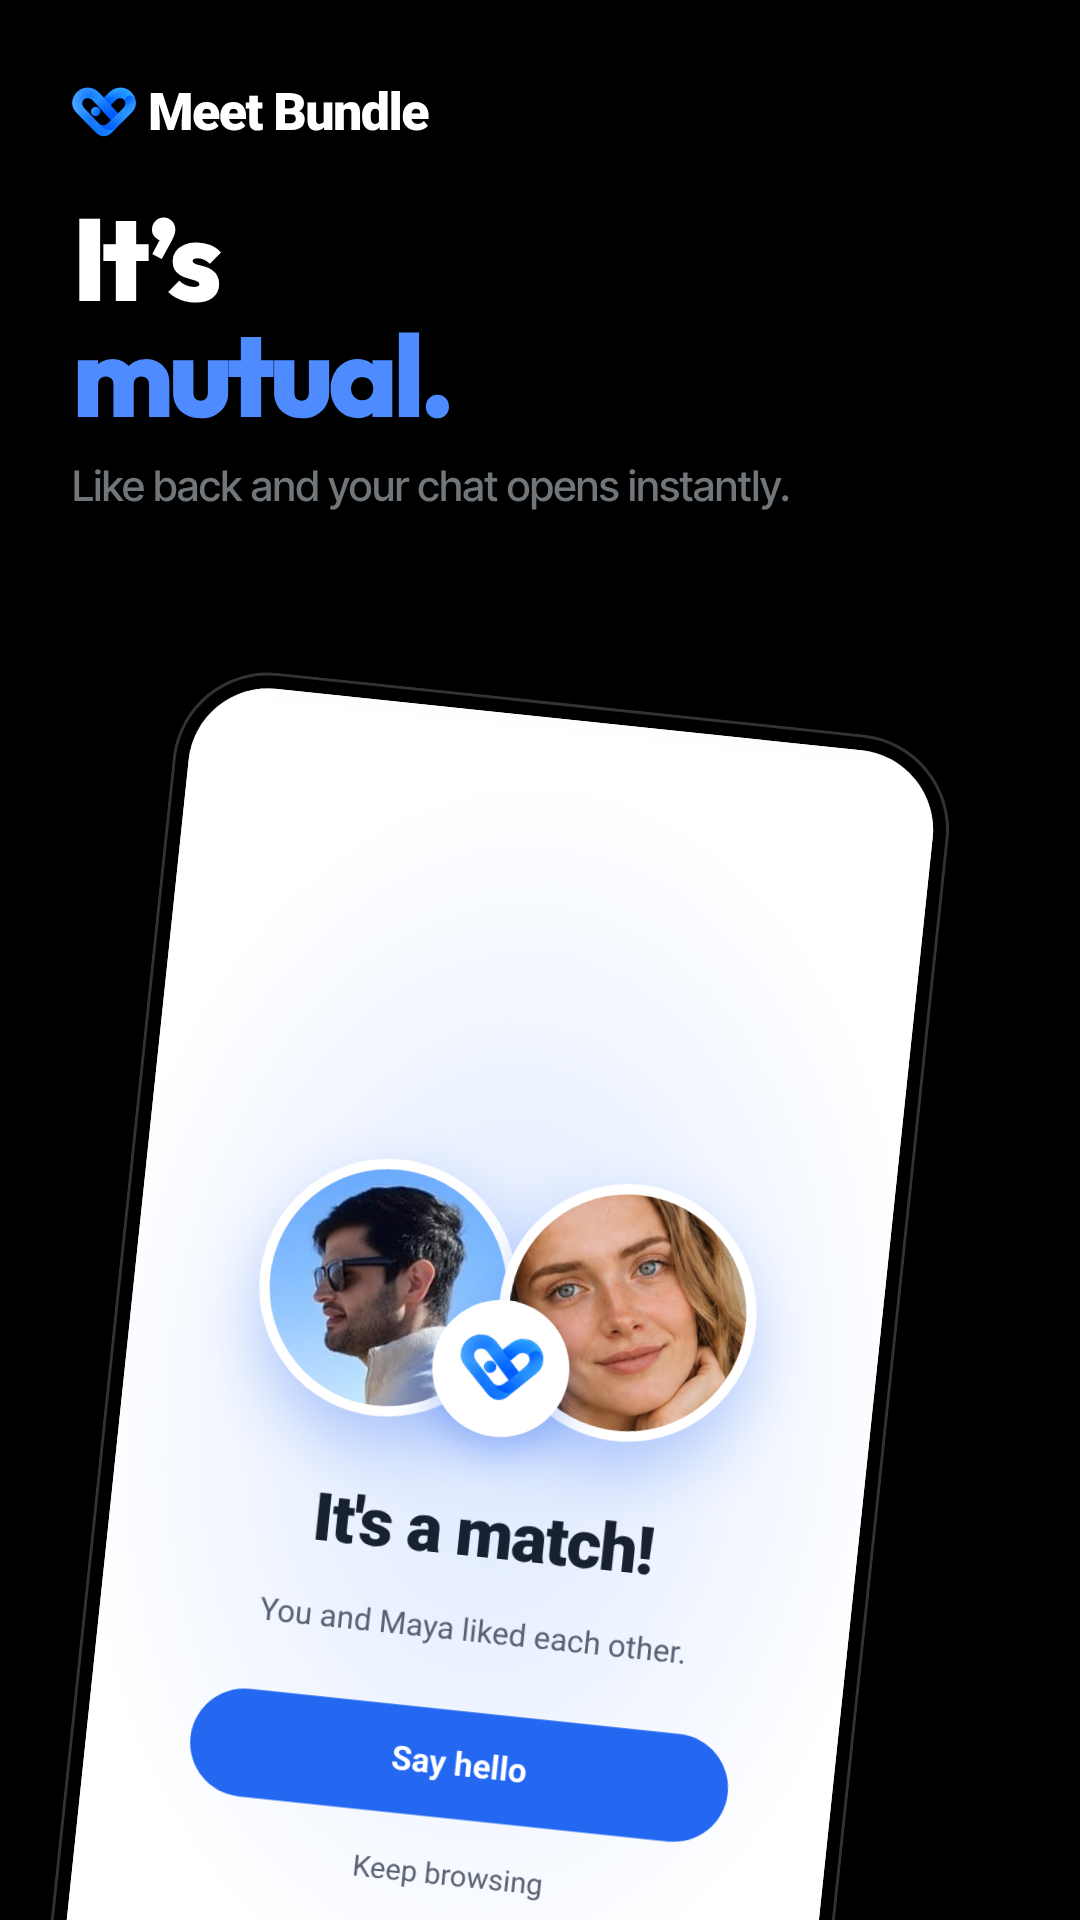 Meet Bundle
It’s
mutual.
Like back and your chat opens instantly.
It's a match!
You and Maya liked each other.
Say hello
Keep browsing